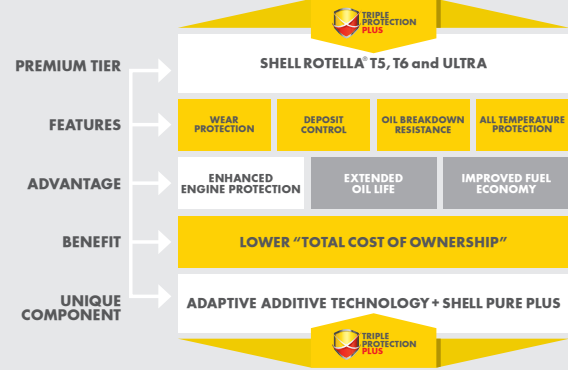 TRIPLE
PROTECTION
PLUS
PREMIUM TIER
SHELL ROTELLA® T5, T6 and ULTRA
FEATURES
WEAR
PROTECTION
DEPOSIT
CONTROL
OIL BREAKDOWN
RESISTANCE
ALL TEMPERATURE
PROTECTION
ADVANTAGE
ENHANCED
ENGINE PROTECTION
EXTENDED
OIL LIFE
IMPROVED FUEL
ECONOMY
BENEFIT
LOWER “TOTAL COST OF OWNERSHIP”
UNIQUE
COMPONENT
ADAPTIVE ADDITIVE TECHNOLOGY + SHELL PURE PLUS
TRIPLE
PROTECTION
PLUS